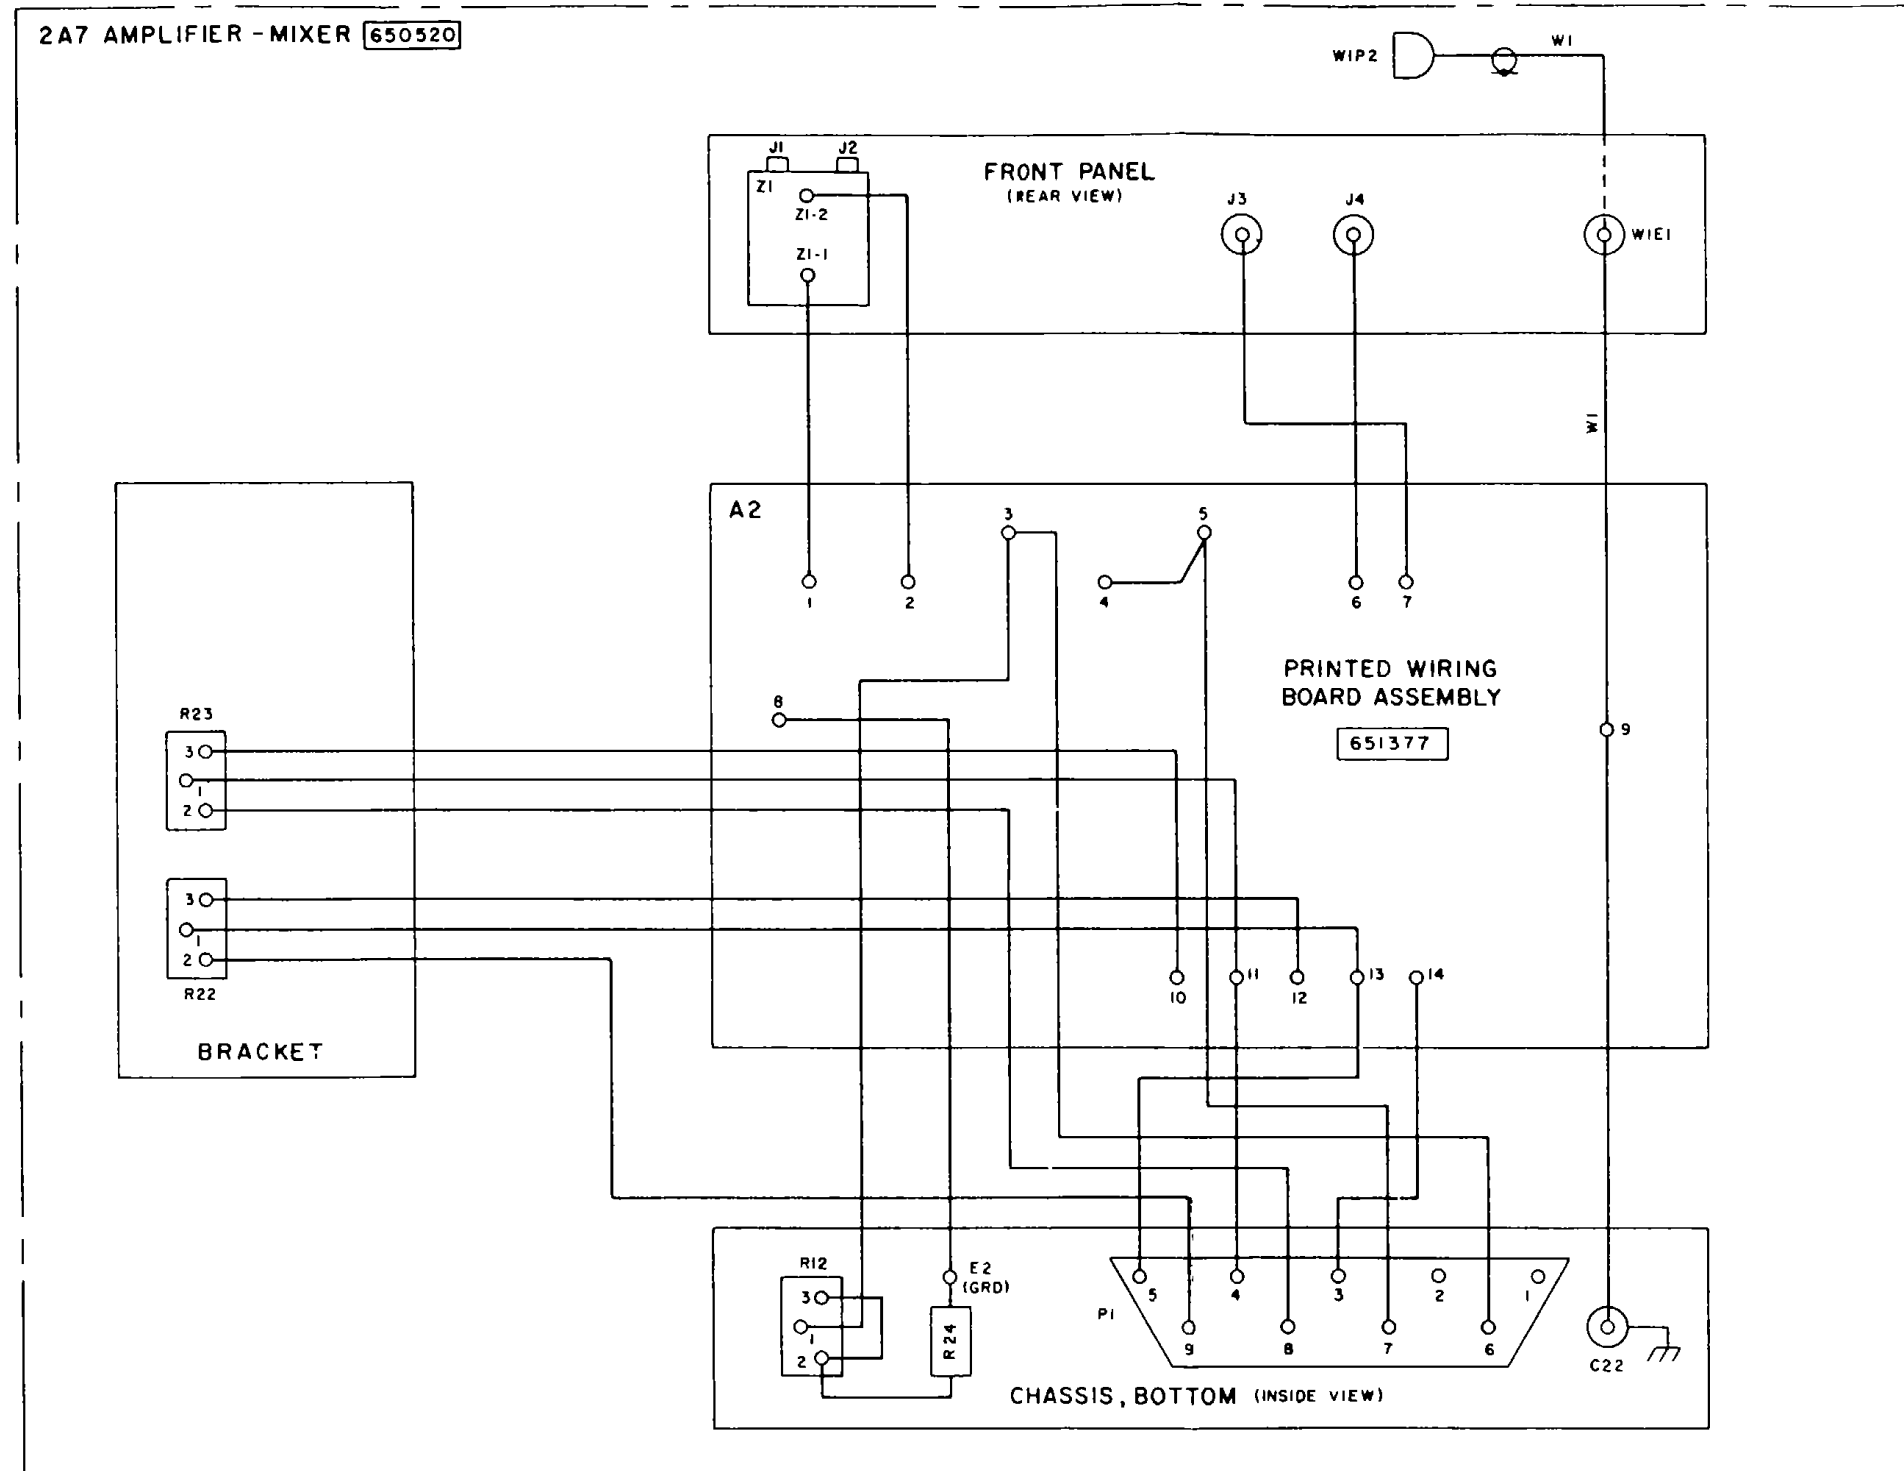 2A7 AMPLIFIER - MIXER 650520
W1P2
W1
J1 J2
Z1
Z1-2
Z1-1
FRONT PANEL
(REAR VIEW)
J3
J4
W1E1
W1
A2
3
5
1
2
4
6
7
PRINTED WIRING
BOARD ASSEMBLY
651377
8
9
R23
3
1
2
3
1
2
R22
BRACKET
10
11
12
13
14
R12
3
1
2
E2
(GRD)
R24
P1
5
4
3
2
1
9
8
7
6
C22
CHASSIS, BOTTOM (INSIDE VIEW)